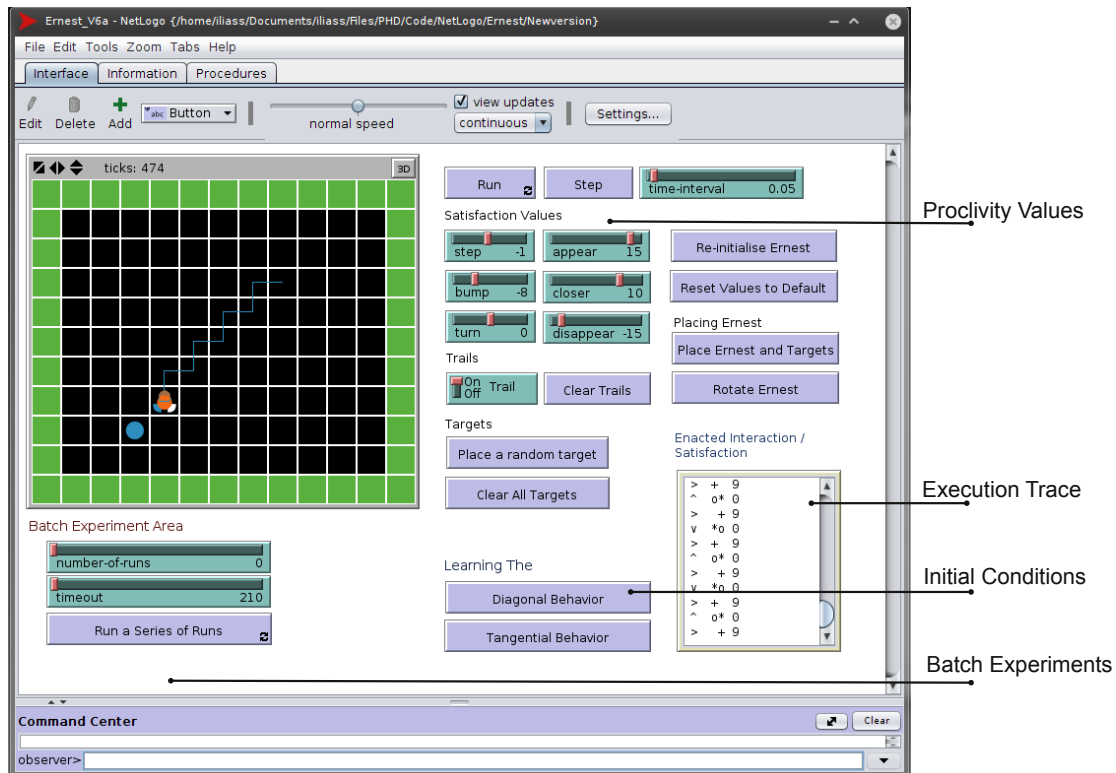 Ernest_V6a - NetLogo {/home/iliass/Documents/iliass/Files/PHD/Code/NetLogo/Ernest/Newversion}
File Edit Tools Zoom Tabs Help
Interface Information Procedures
Edit Delete Add abc Button normal speed view updates continuous Settings...
ticks: 474 3D
Run Step time-interval 0.05
Satisfaction Values
Proclivity Values
step -1 appear 15 Re-initialise Ernest
bump -8 closer 10 Reset Values to Default
turn 0 disappear -15
Placing Ernest
Place Ernest and Targets
Trails
On Off Trail Clear Trails Rotate Ernest
Targets
Place a random target
Clear All Targets
Enacted Interaction /
Satisfaction
> + 9
^ o* 0
> + 9
v *o 0
> + 9
^ o* 0
> + 9
v *o 0
> + 9
^ o* 0
> + 9
Execution Trace
Batch Experiment Area
number-of-runs 0
timeout 210
Run a Series of Runs
Learning The
Diagonal Behavior
Tangential Behavior
Initial Conditions
Batch Experiments
Command Center Clear
observer>